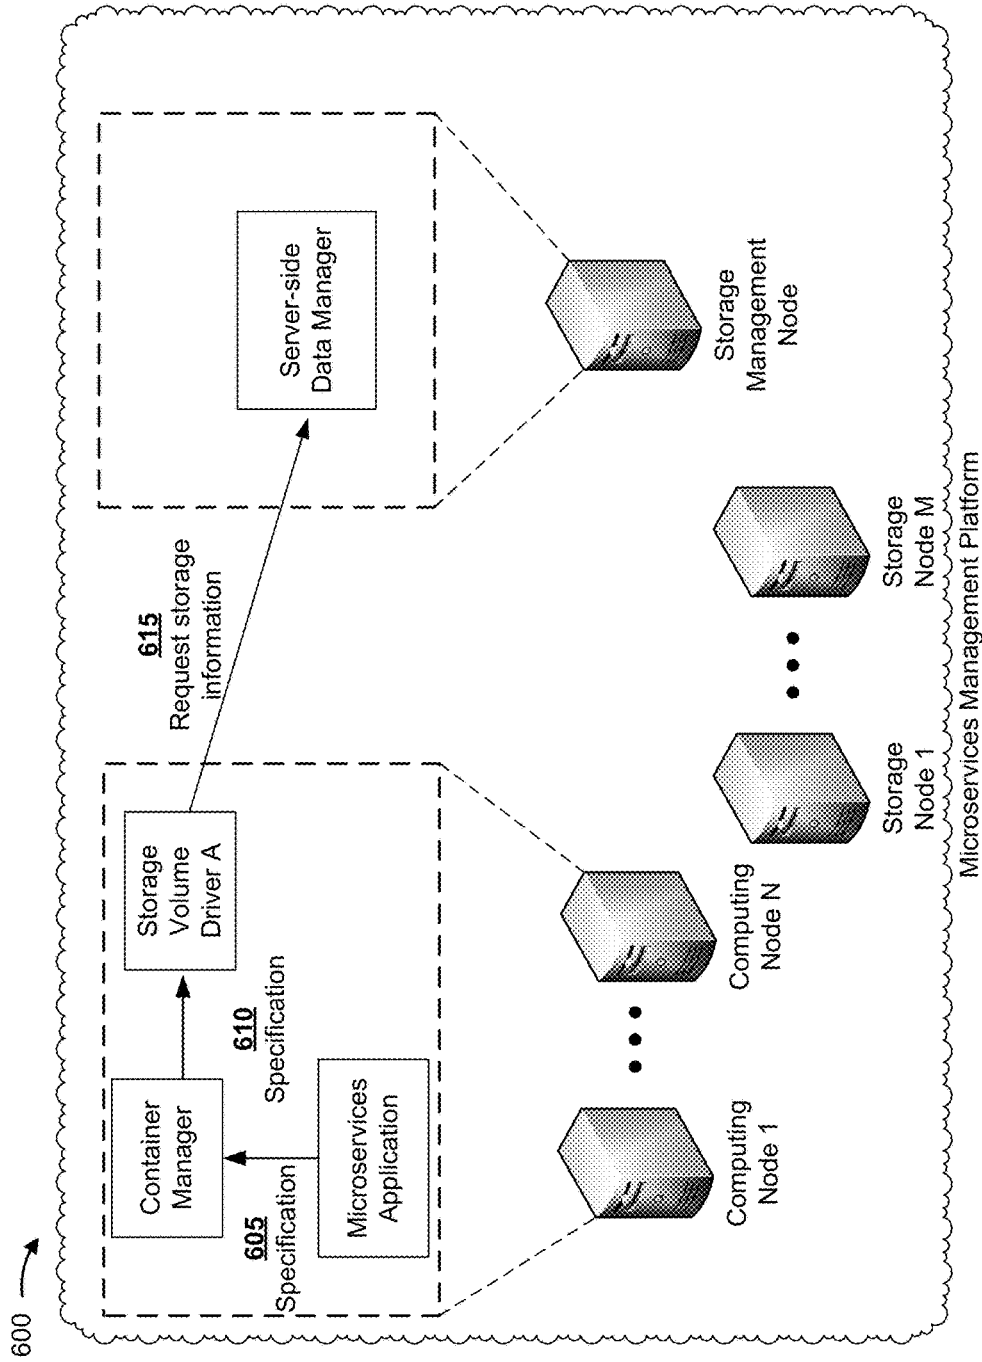 600
605
Specification
Container
Manager
Microservices
Application
610
Specification
Storage
Volume
Driver A
615
Request storage
information
Server-side
Data Manager
Computing
Node 1
Computing
Node N
Storage
Node 1
Storage
Node M
Storage
Management
Node
Microservices Management Platform